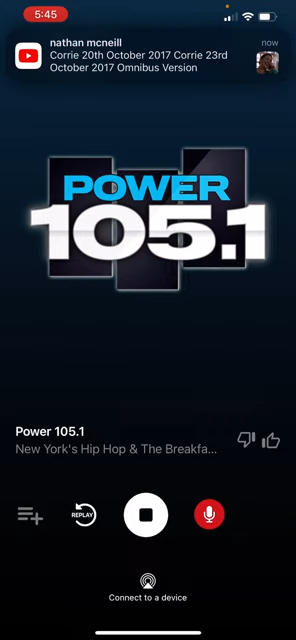 5:45
nathan mcneill
now
Corrie 20th October 2017 Corrie 23rd
October 2017 Omnibus Version
POWER
105.1
Power 105.1
New York's Hip Hop & The Breakfa...
REPLAY
Connect to a device